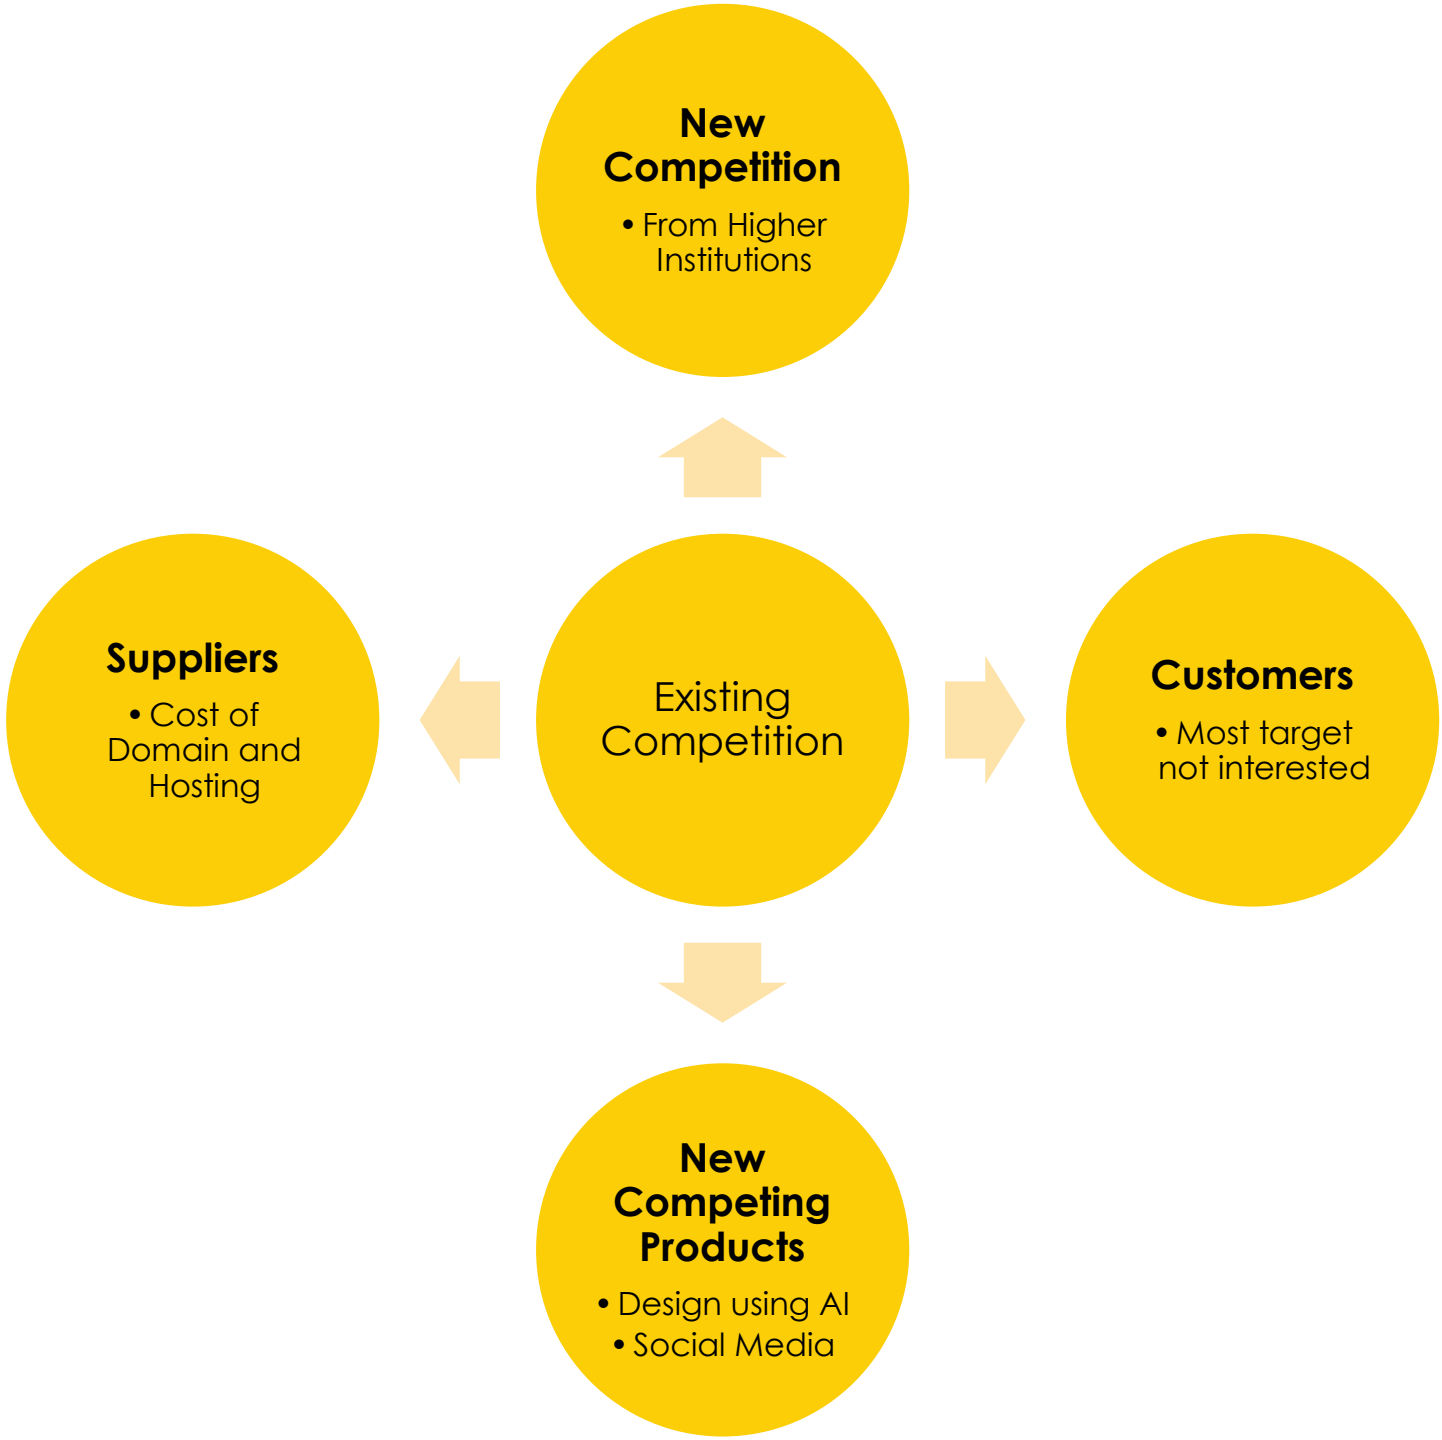 New
Competition
• From Higher
Institutions
Suppliers
• Cost of
Domain and
Hosting
Existing
Competition
Customers
• Most target
not interested
New
Competing
Products
• Design using AI
• Social Media